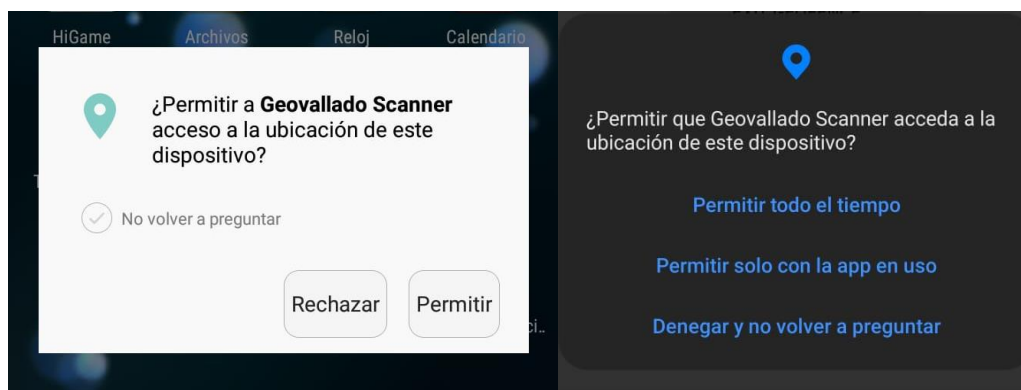 HiGame Archivos Reloj Calendario
¿Permitir a Geovallado Scanner
acceso a la ubicación de este
dispositivo?
No volver a preguntar
Rechazar Permitir
¿Permitir que Geovallado Scanner acceda a la
ubicación de este dispositivo?
Permitir todo el tiempo
Permitir solo con la app en uso
Denegar y no volver a preguntar